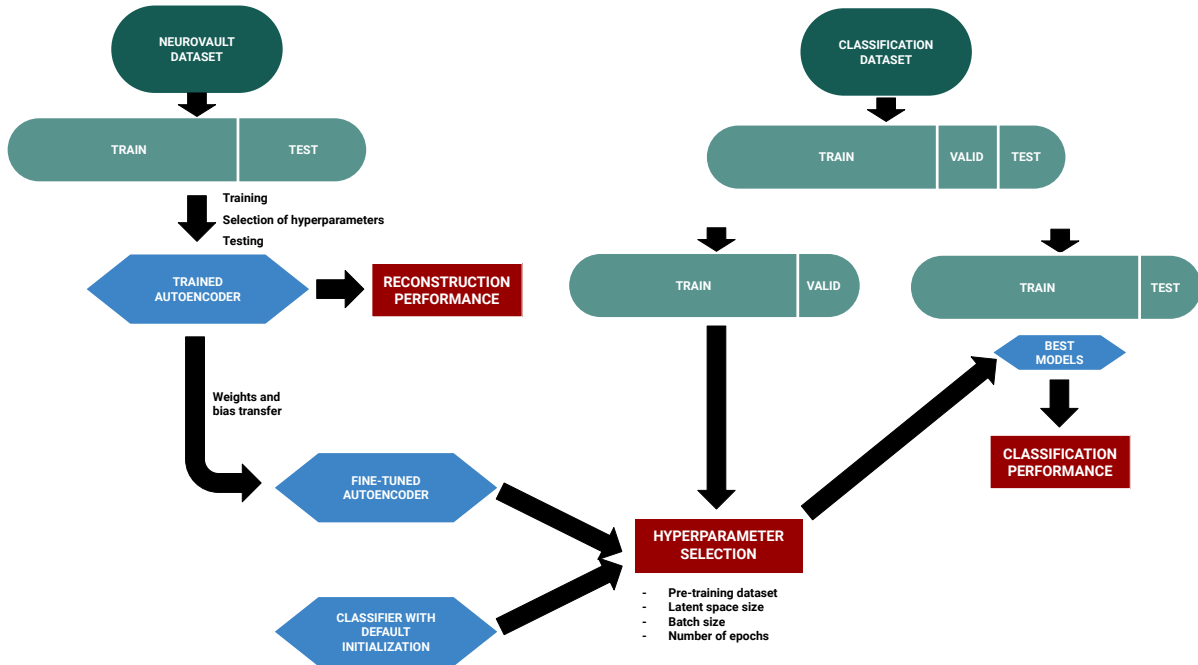 NEUROVAULT
DATASET
CLASSIFICATION
DATASET
TRAIN
TEST
TRAIN
VALID
TEST
Training
Selection of hyperparameters
Testing
TRAINED
AUTOENCODER
RECONSTRUCTION
PERFORMANCE
TRAIN
VALID
TRAIN
TEST
BEST
MODELS
Weights and
bias transfer
CLASSIFICATION
PERFORMANCE
FINE-TUNED
AUTOENCODER
HYPERPARAMETER
SELECTION
- Pre-training dataset
- Latent space size
- Batch size
- Number of epochs
CLASSIFIER WITH
DEFAULT
INITIALIZATION